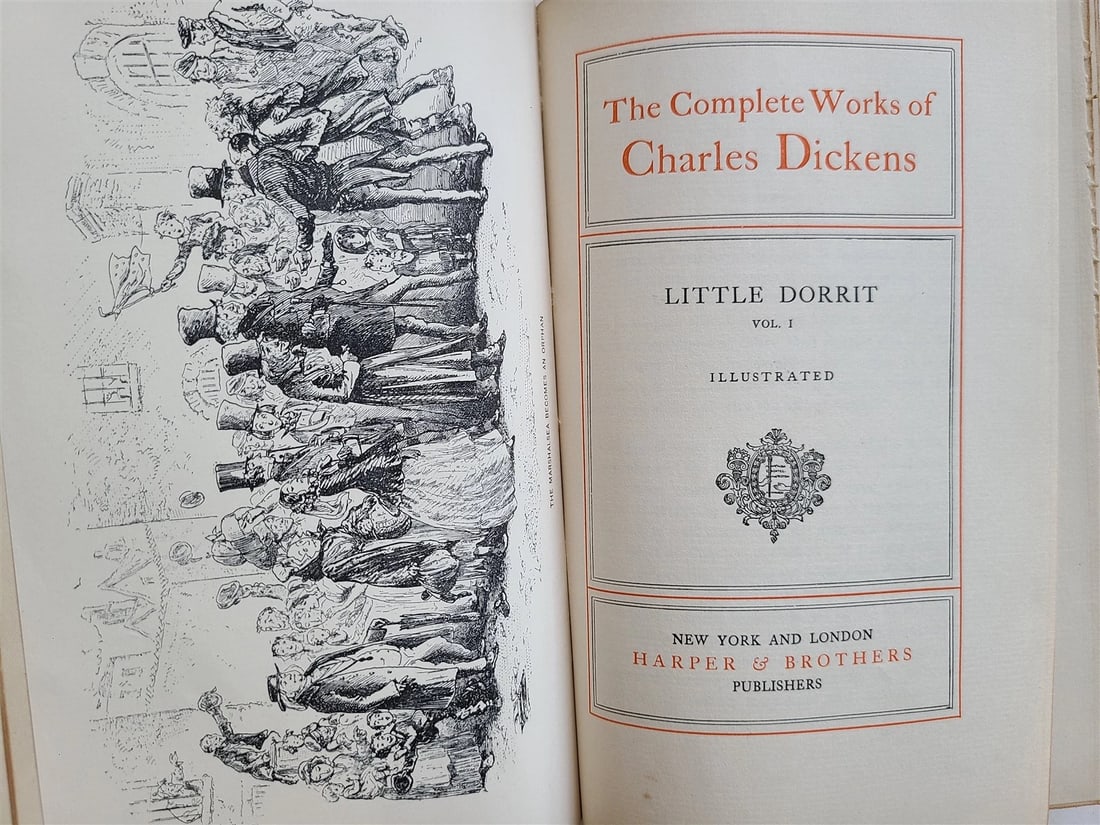 THE MARSHALSEA BECOMES AN ORPHAN
The Complete Works of
Charles Dickens
LITTLE DORRIT
VOL. I
ILLUSTRATED
NEW YORK AND LONDON
HARPER & BROTHERS
PUBLISHERS